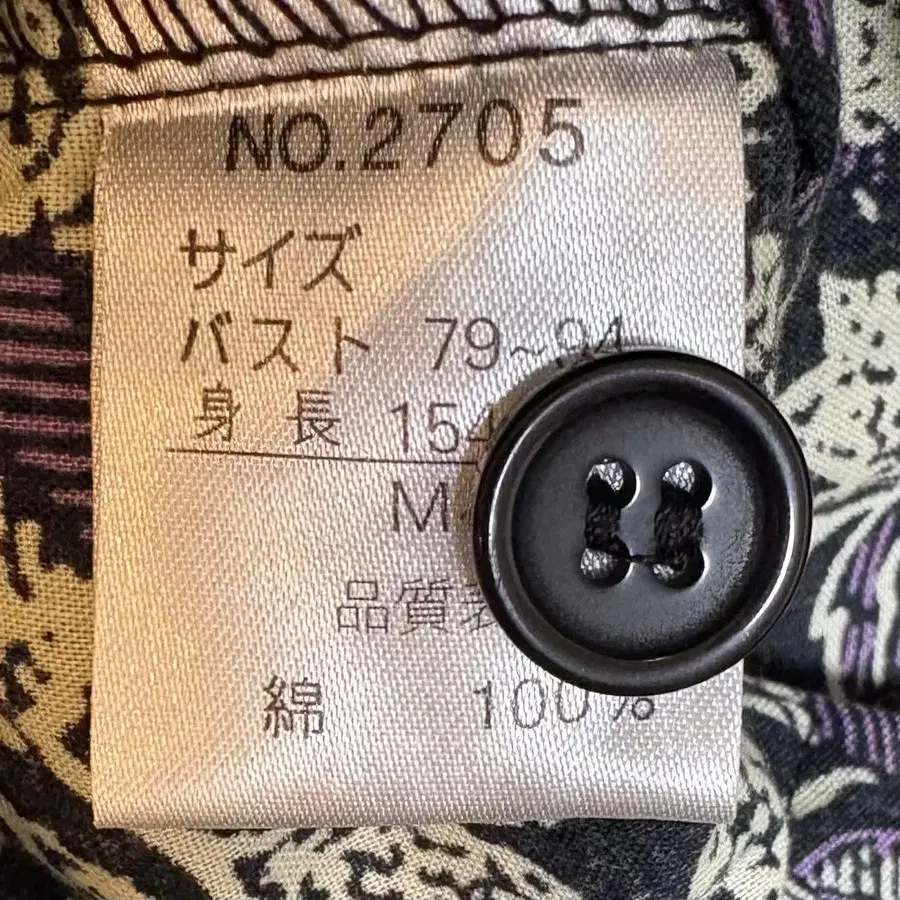 NO.2705
サイズ
バスト 79~94
身長
品質
綿 100%